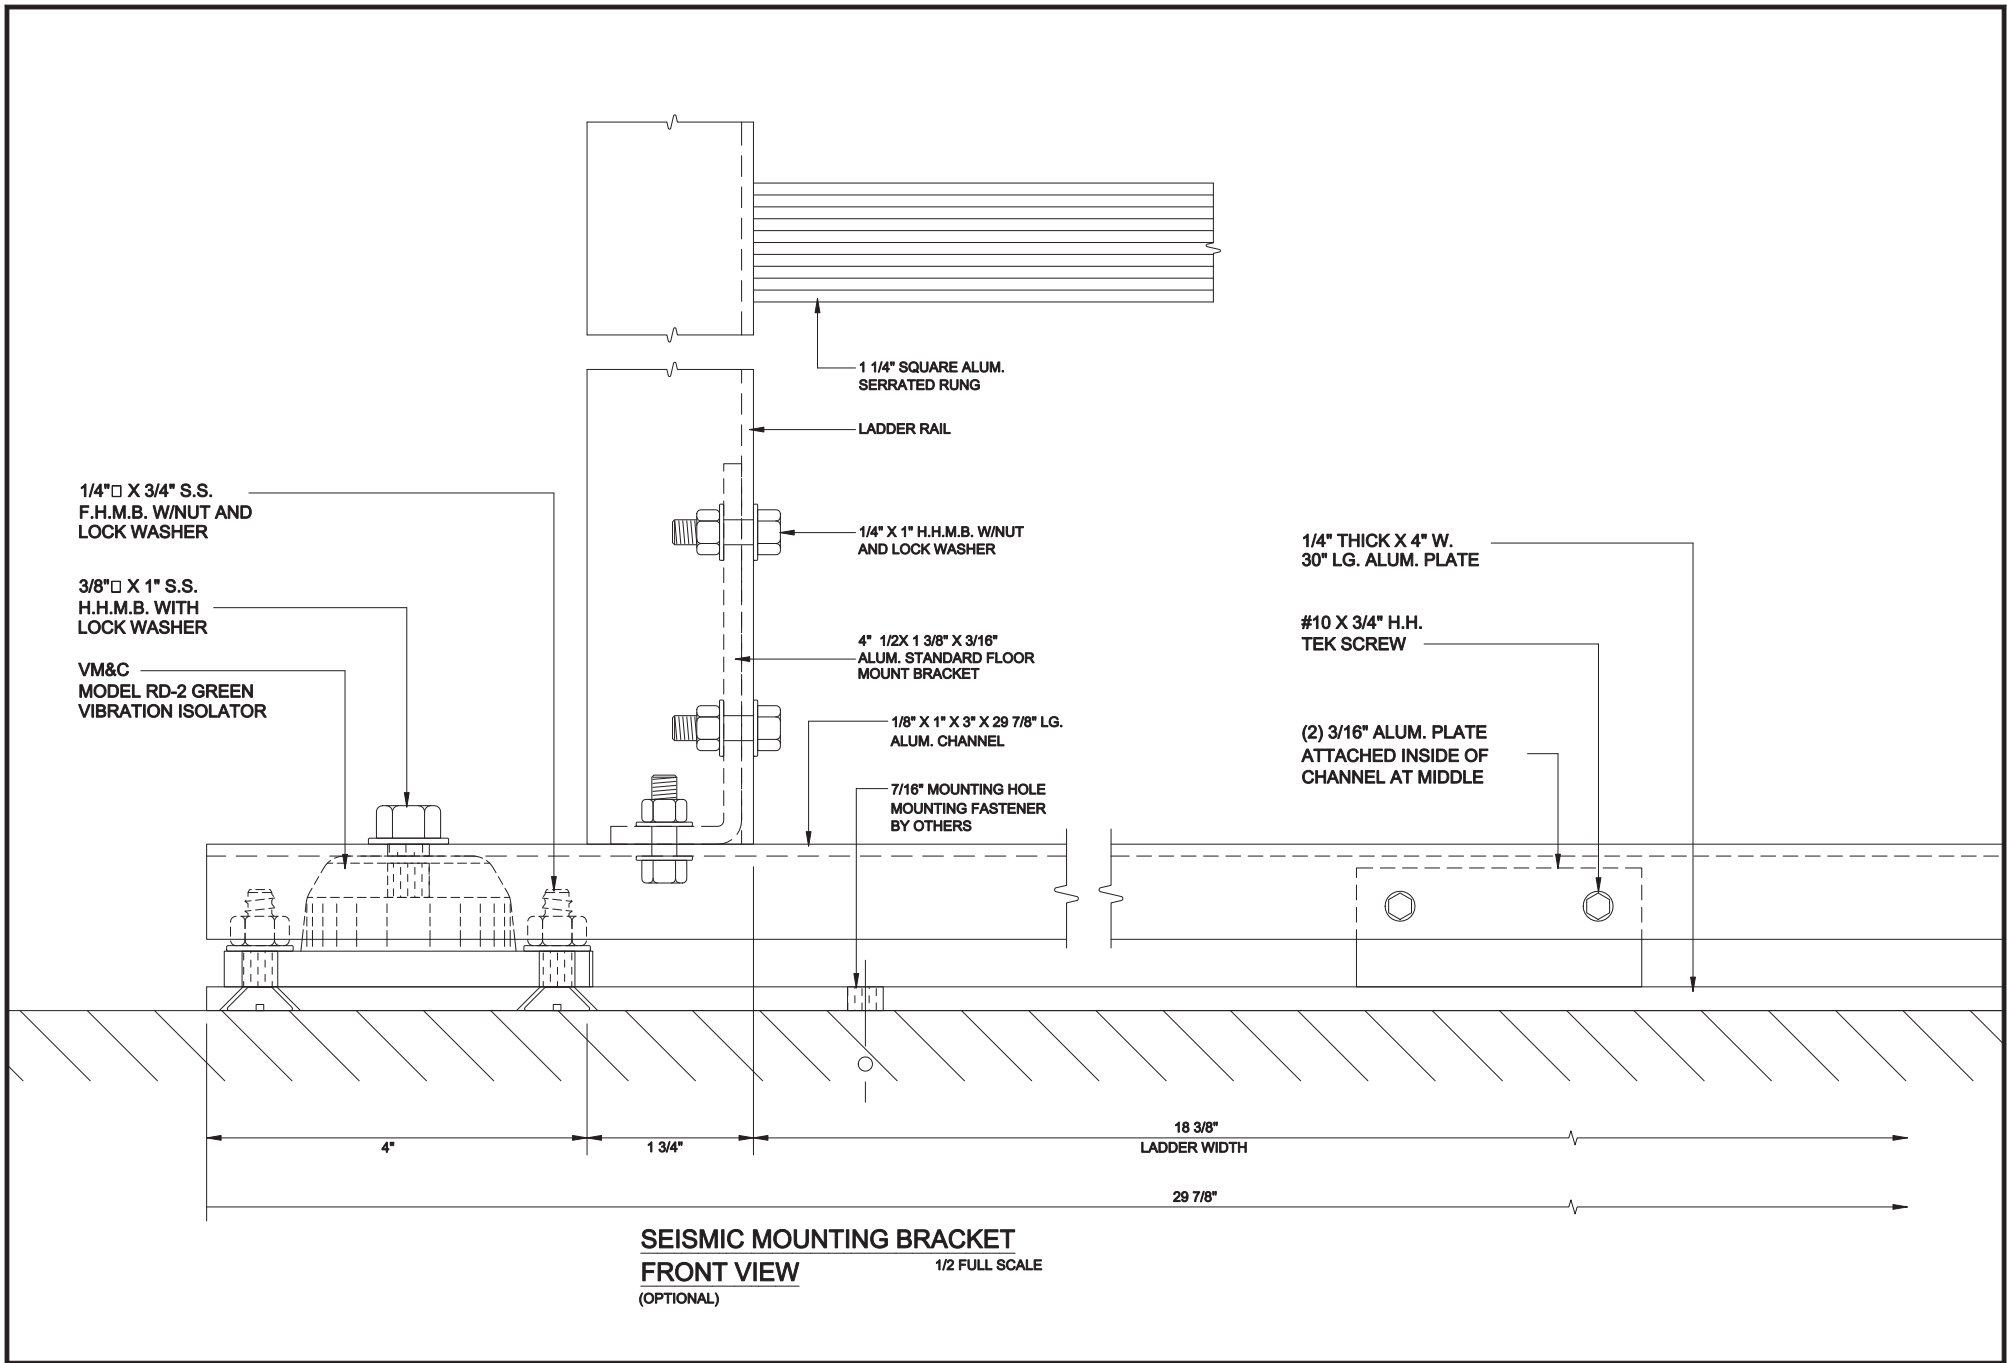 1 1/4" SQUARE ALUM.
SERRATED RUNG
LADDER RAIL
1/4"□ X 3/4" S.S.
F.H.M.B. W/NUT AND
LOCK WASHER
3/8"□ X 1" S.S.
H.H.M.B. WITH
LOCK WASHER
VM&C
MODEL RD-2 GREEN
VIBRATION ISOLATOR
1/4" X 1" H.H.M.B. W/NUT
AND LOCK WASHER
4" 1/2X 1 3/8" X 3/16"
ALUM. STANDARD FLOOR
MOUNT BRACKET
1/8" X 1" X 3" X 29 7/8" LG.
ALUM. CHANNEL
7/16" MOUNTING HOLE
MOUNTING FASTENER
BY OTHERS
1/4" THICK X 4" W.
30" LG. ALUM. PLATE
#10 X 3/4" H.H.
TEK SCREW
(2) 3/16" ALUM. PLATE
ATTACHED INSIDE OF
CHANNEL AT MIDDLE
4"
1 3/4"
18 3/8"
LADDER WIDTH
29 7/8"
SEISMIC MOUNTING BRACKET
FRONT VIEW
1/2 FULL SCALE
(OPTIONAL)